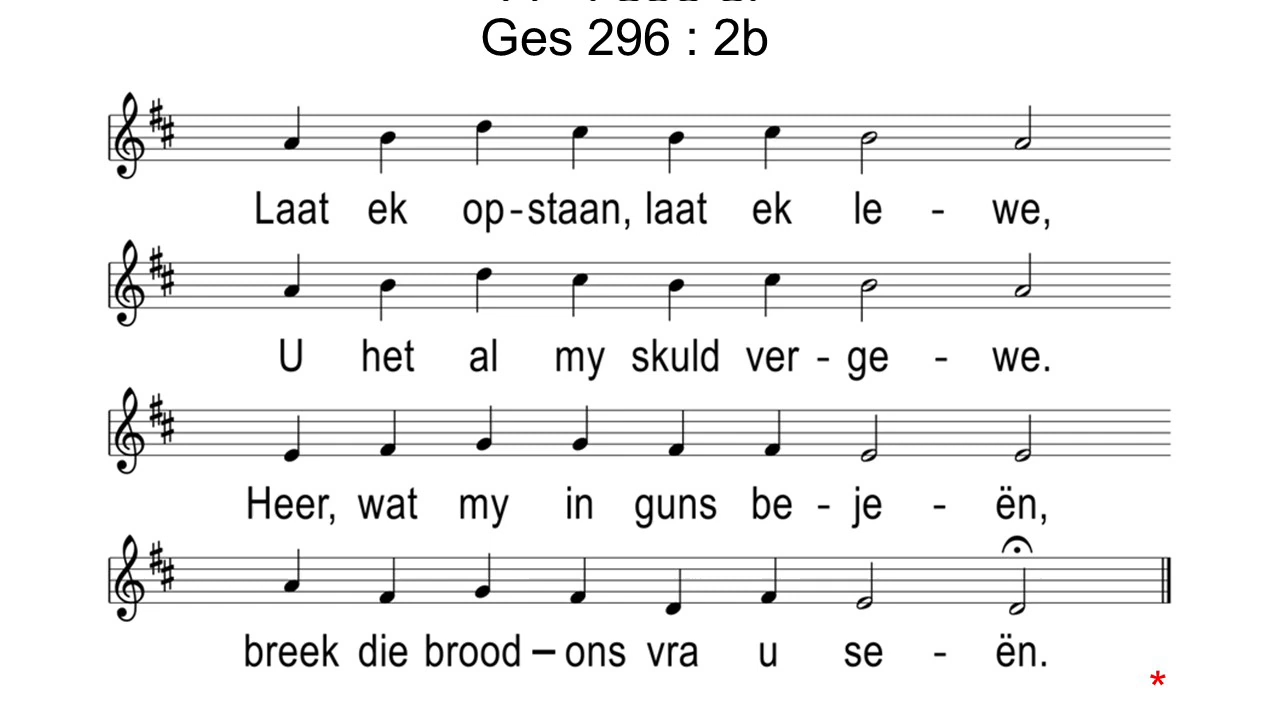 Ges 296 : 2b
Laat ek op-staan, laat ek le - we,
U het al my skuld ver - ge - we.
Heer, wat my in guns be - je - ën,
breek die brood – ons vra u se - ën.
*